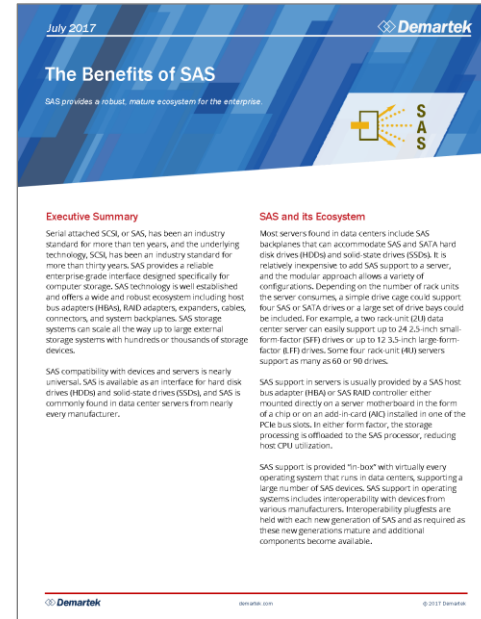 July 2017
Demartek
The Benefits of SAS
SAS provides a robust, mature ecosystem for the enterprise.
S
A
S
Executive Summary
Serial attached SCSI, or SAS, has been an industry
standard for more than ten years, and the underlying
technology, SCSI, has been an industry standard for
more than thirty years. SAS provides a reliable
enterprise-grade interface designed specifically for
computer storage. SAS technology is well established
and offers a wide and robust ecosystem including host
bus adapters (HBAs), RAID adapters, expanders, cables,
connectors, and system backplanes. SAS storage
systems can scale all the way up to large external
storage systems with hundreds or thousands of storage
devices.
SAS compatibility with devices and servers is nearly
universal. SAS is available as an interface for hard disk
drives (HDDs) and solid-state drives (SSDs), and SAS is
commonly found in data center servers from nearly
every manufacturer.
SAS and its Ecosystem
Most servers found in data centers include SAS
backplanes that can accommodate SAS and SATA hard
disk drives (HDDs) and solid-state drives (SSDs). It is
relatively inexpensive to add SAS support to a server,
and the modular approach allows a variety of
configurations. Depending on the number of rack units
the server consumes, a simple drive cage could support
four SAS or SATA drives or a large set of drive bays could
be included. For example, a two rack-unit (2U) data
center server can easily support up to 24 2.5-inch small-
form-factor (SFF) drives or up to 12 3.5-inch large-form-
factor (LFF) drives. Some four rack-unit (4U) servers
support as many as 60 or 90 drives.
SAS support in servers is usually provided by a SAS host
bus adapter (HBA) or SAS RAID controller either
mounted directly on a server motherboard in the form
of a chip or on an add-in-card (AIC) installed in one of the
PCIe bus slots. In either form factor, the storage
processing is offloaded to the SAS processor, reducing
host CPU utilization.
SAS support is provided "in-box" with virtually every
operating system that runs in data centers, supporting a
large number of SAS devices. SAS support in operating
systems includes interoperability with devices from
various manufacturers. Interoperability plugfests are
held with each new generation of SAS and as required as
these new generations mature and additional
components become available.
Demartek
demartek.com
© 2017 Demartek